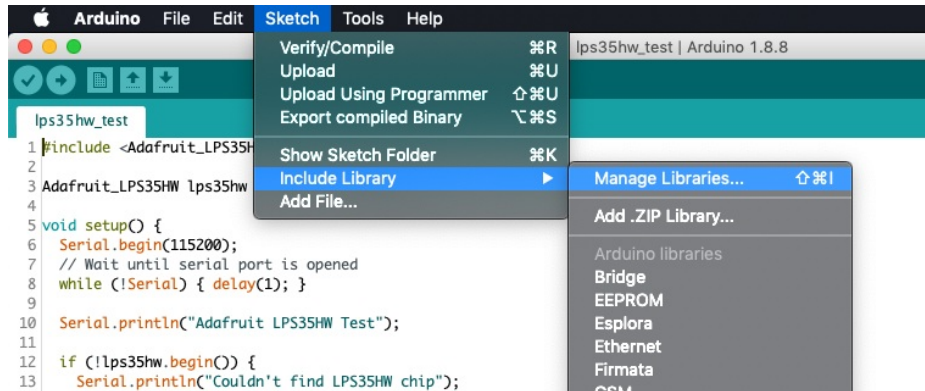 Arduino File Edit Sketch Tools Help
lps35hw_test | Arduino 1.8.8
Verify/Compile ⌘R
Upload ⌘U
Upload Using Programmer ⇧⌘U
Export compiled Binary ⌥⌘S
Show Sketch Folder ⌘K
Include Library ▶
Add File...
Manage Libraries... ⇧⌘I
Add .ZIP Library...
Arduino libraries
Bridge
EEPROM
Esplora
Ethernet
Firmata
GSM
lps35hw_test
1 #include <Adafruit_LPS35H
2
3 Adafruit_LPS35HW lps35hw
4
5 void setup() {
6 Serial.begin(115200);
7 // Wait until serial port is opened
8 while (!Serial) { delay(1); }
9
10 Serial.println("Adafruit LPS35HW Test");
11
12 if (!lps35hw.begin()) {
13 Serial.println("Couldn't find LPS35HW chip");